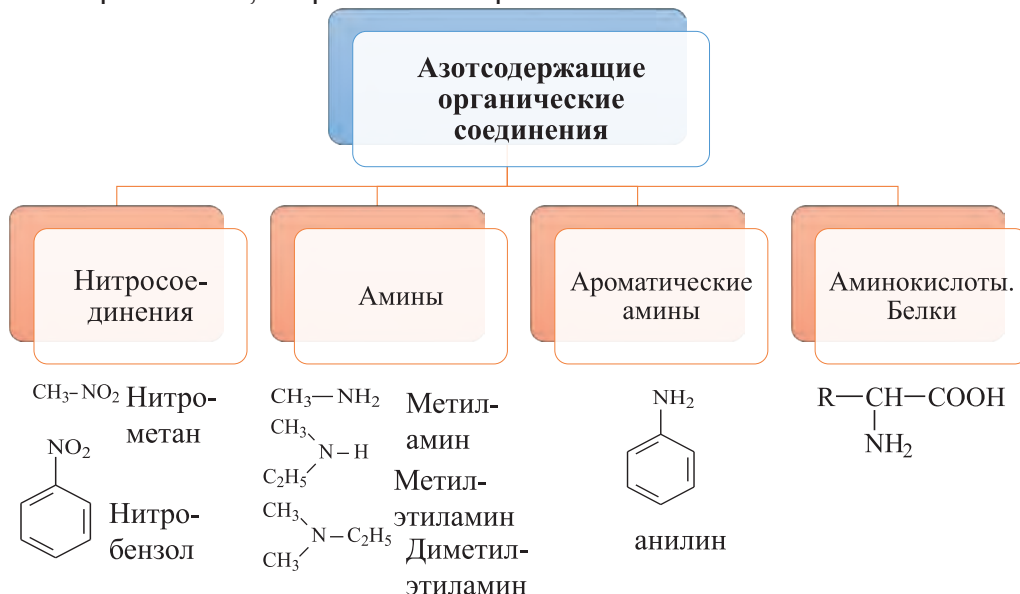 Азотсодержащие
органические
соединения
Нитросое-
динения
Амины
Ароматические
амины
Аминокислоты.
Белки
CH₃–NO₂ Нитро-
метан
NO₂
Нитро-
бензол
CH₃—NH₂ Метил-
амин
CH₃
N–H
C₂H₅
Метил-
этиламин
CH₃
N–C₂H₅
CH₃
Диметил-
этиламин
NH₂
анилин
R—CH—COOH
NH₂